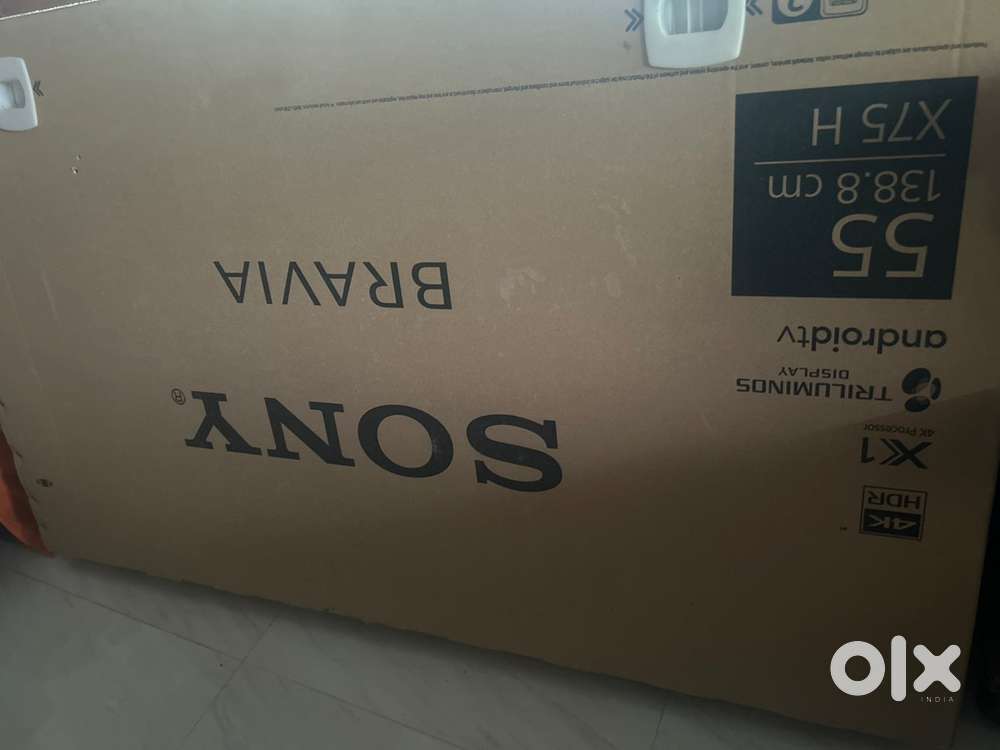 4K
HDR
X1
4K Processor
TRILUMINOS
DISPLAY
androidtv
55
138.8 cm
X75 H
SONY®
BRAVIA
olx
INDIA